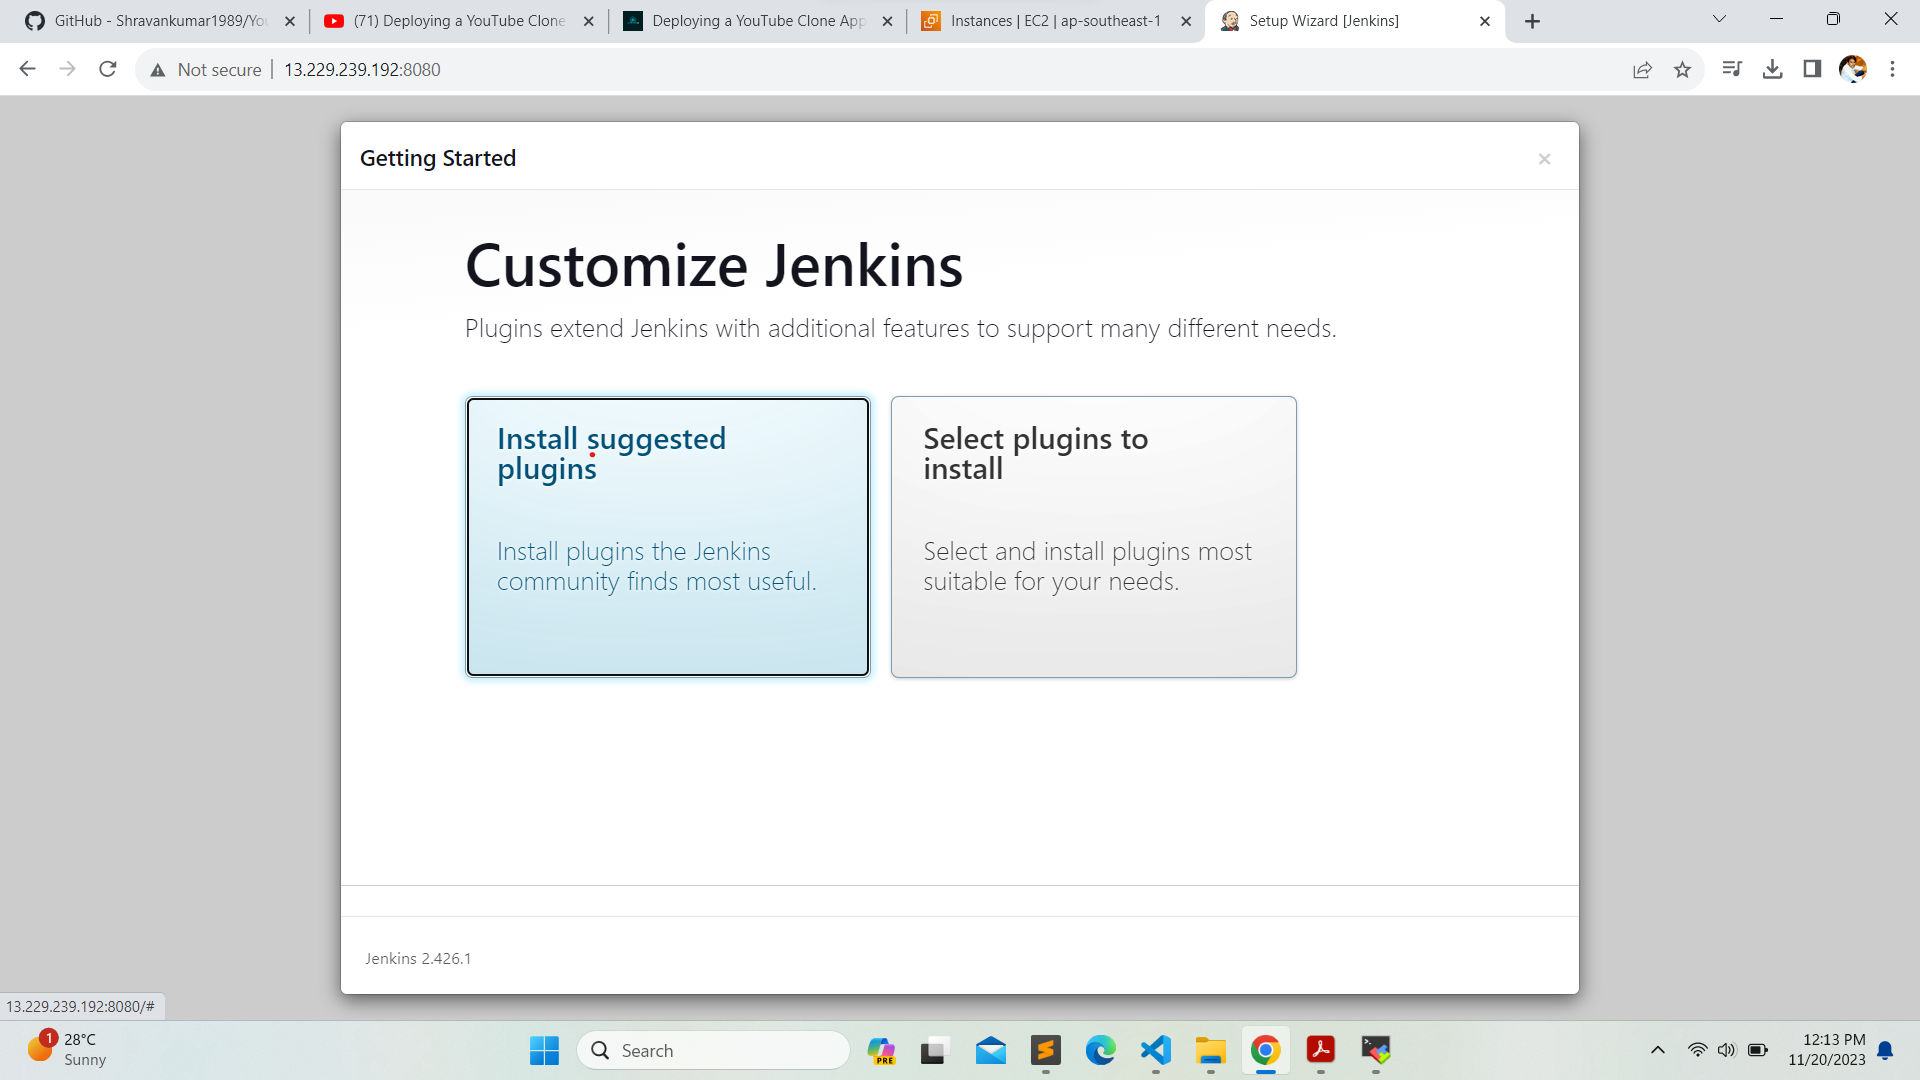 GitHub - Shravankumar1989/You
(71) Deploying a YouTube Clone
Deploying a YouTube Clone App
Instances | EC2 | ap-southeast-1
Setup Wizard [Jenkins]
Not secure
13.229.239.192:8080
Getting Started
×
Customize Jenkins
Plugins extend Jenkins with additional features to support many different needs.
Install suggested
plugins
Install plugins the Jenkins
community finds most useful.
Select plugins to
install
Select and install plugins most
suitable for your needs.
Jenkins 2.426.1
13.229.239.192:8080/#
1
28°C
Sunny
Search
PRE
12:13 PM
11/20/2023